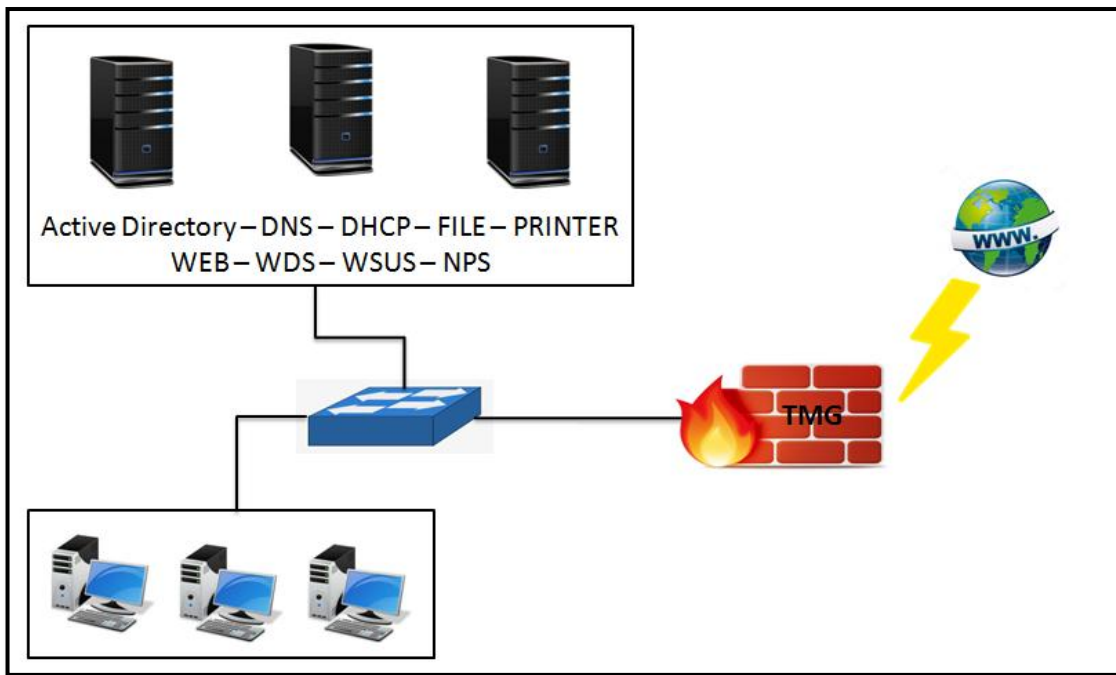 Active Directory – DNS – DHCP – FILE – PRINTER
WEB – WDS – WSUS – NPS
WWW.
TMG